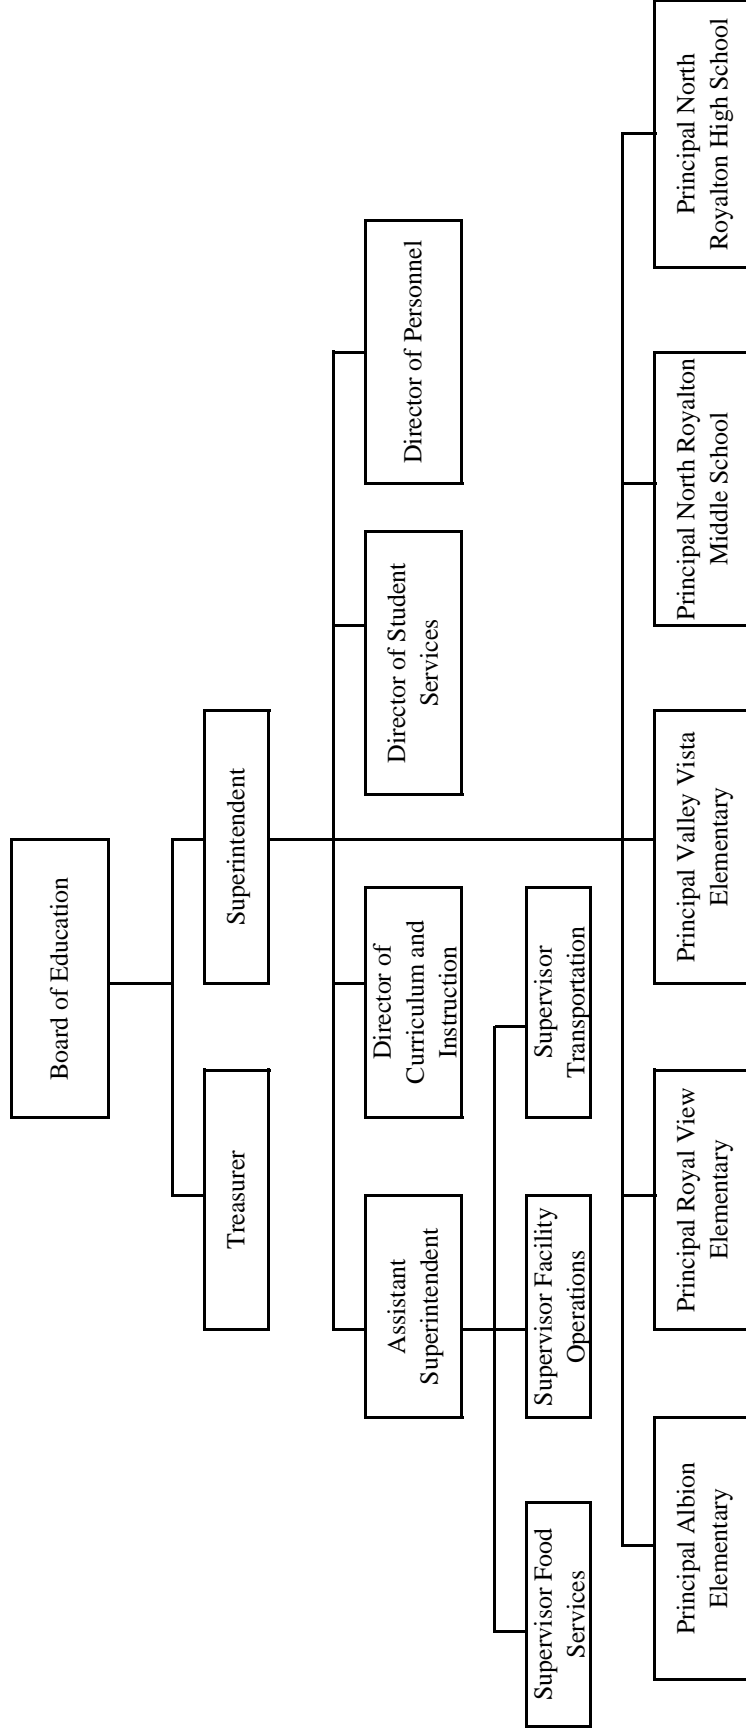 Board of Education
Treasurer
Superintendent
Assistant
Superintendent
Director of
Curriculum and
Instruction
Director of Student
Services
Director of Personnel
Supervisor Food
Services
Supervisor Facility
Operations
Supervisor
Transportation
Principal Albion
Elementary
Principal Royal View
Elementary
Principal Valley Vista
Elementary
Principal North Royalton
Middle School
Principal North
Royalton High School